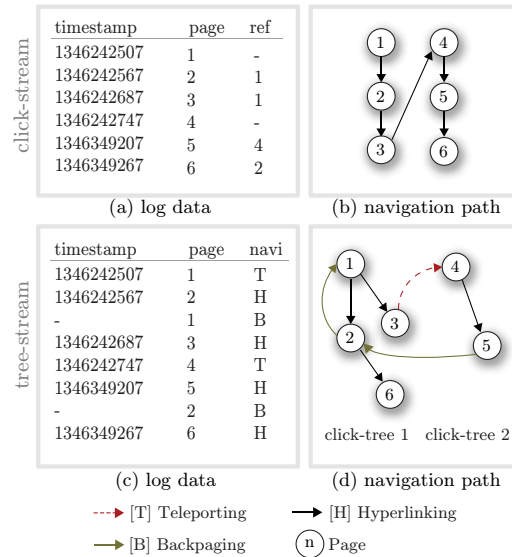 click-stream
timestamp page ref
1346242507 1 -
1346242567 2 1
1346242687 3 1
1346242747 4 -
1346349207 5 4
1346349267 6 2
(a) log data
1 4
2 5
3 6
(b) navigation path
tree-stream
timestamp page navi
1346242507 T
1346242567 2 H
- 1 B
1346242687 3 H
1346242747 4 T
1346349207 5 H
- 2 B
1346349267 6 H
(c) log data
1 4
3
2 5
6
click-tree 1 click-tree 2
(d) navigation path
[T] Teleporting [H] Hyperlinking
[B] Backpaging n Page